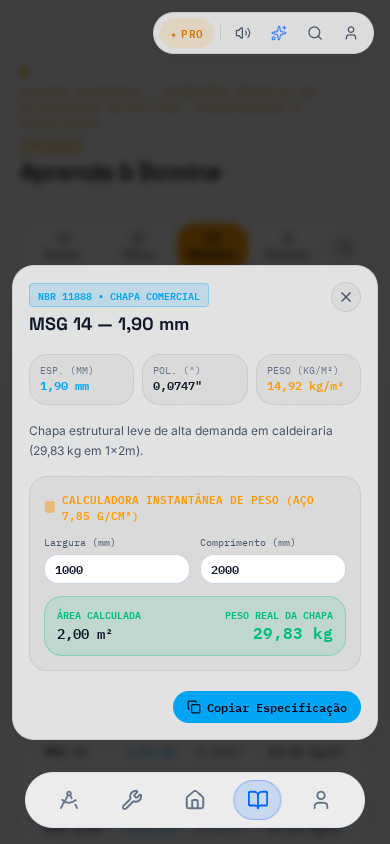 ✦ PRO
Aprenda & Domine
NBR 11888 • CHAPA COMERCIAL
MSG 14 — 1,90 mm
ESP. (MM)
1,90 mm
POL. (")
0,0747"
PESO (KG/M²)
14,92 kg/m²
Chapa estrutural leve de alta demanda em caldeiraria
(29,83 kg em 1×2m).
CALCULADORA INSTANTÂNEA DE PESO (AÇO
7,85 G/CM³)
Largura (mm)
Comprimento (mm)
1000
2000
ÁREA CALCULADA
PESO REAL DA CHAPA
2,00 m²
29,83 kg
Copiar Especificação